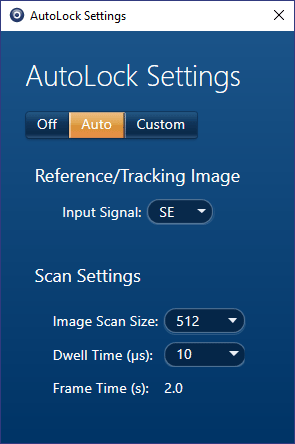 AutoLock Settings
AutoLock Settings
Off Auto Custom
Reference/Tracking Image
Input Signal: SE
Scan Settings
Image Scan Size: 512
Dwell Time (µs): 10
Frame Time (s): 2.0